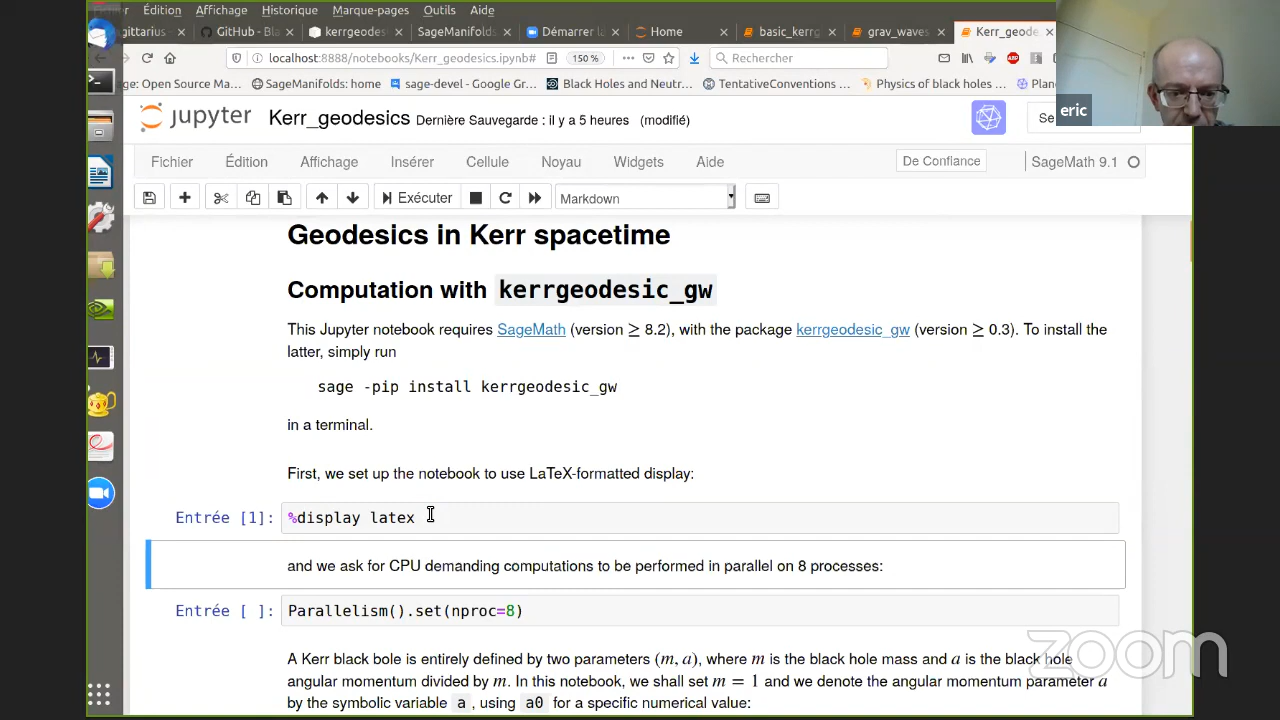 Édition Affichage Historique Marque-pages Outils Aide
gittarius GitHub - Bla kerrgeodes SageManifolds Démarrer la Home basic_kerrg grav_waves Kerr_geode
localhost:8888/notebooks/Kerr_geodesics.ipynb# 150 % Rechercher
ge: Open Source Ma... SageManifolds: home sage-devel - Google Gr... Black Holes and Neutr... TentativeConventions ... Physics of black holes ... Plan
eric
jupyter Kerr_geodesics Dernière Sauvegarde : il y a 5 heures (modifié) Se
Fichier Édition Affichage Insérer Cellule Noyau Widgets Aide De Confiance SageMath 9.1
Exécuter Markdown
Geodesics in Kerr spacetime
Computation with kerrgeodesic_gw
This Jupyter notebook requires SageMath (version ≥ 8.2), with the package kerrgeodesic_gw (version ≥ 0.3). To install the
latter, simply run
sage -pip install kerrgeodesic_gw
in a terminal.
First, we set up the notebook to use LaTeX-formatted display:
Entrée [1]: %display latex
and we ask for CPU demanding computations to be performed in parallel on 8 processes:
Entrée [ ]: Parallelism().set(nproc=8)
A Kerr black bole is entirely defined by two parameters (m, a), where m is the black hole mass and a is the black hole
angular momentum divided by m. In this notebook, we shall set m = 1 and we denote the angular momentum parameter a
by the symbolic variable a , using a0 for a specific numerical value:
zoom